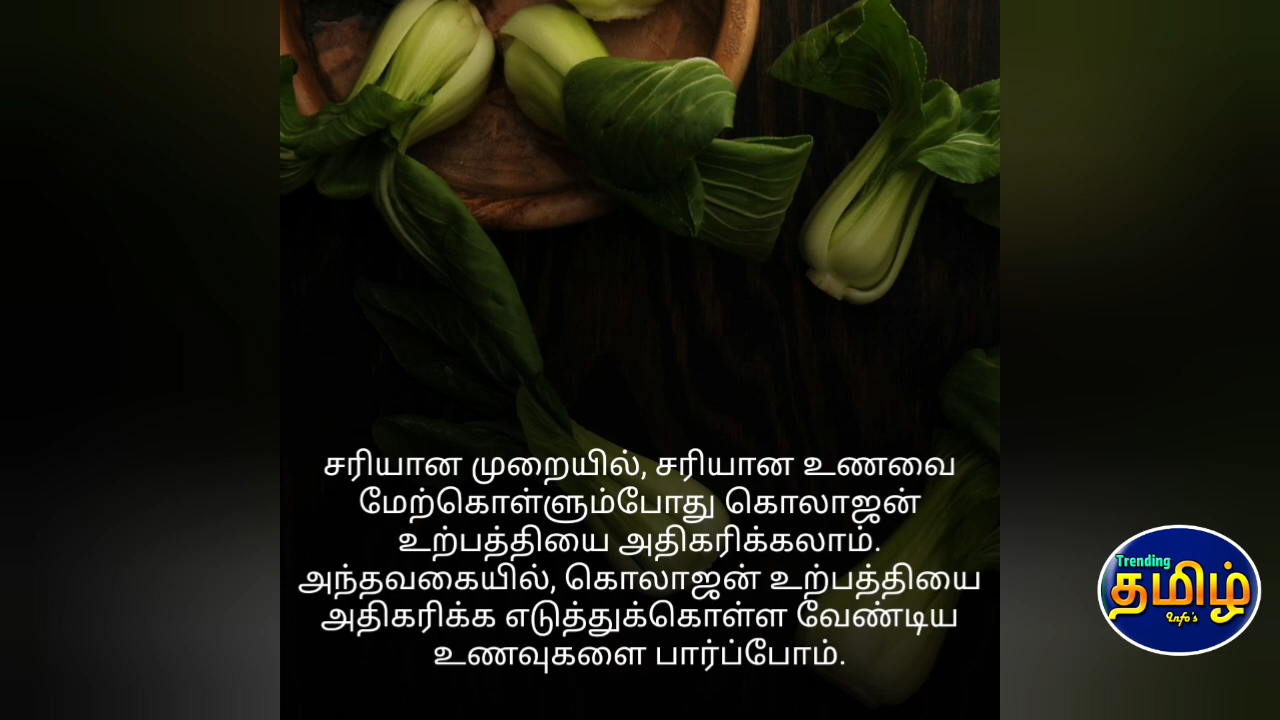 சரியான முறையில், சரியான உணவை
மேற்கொள்ளும்போது கொலாஜன்
உற்பத்தியை அதிகரிக்கலாம்.
அந்தவகையில், கொலாஜன் உற்பத்தியை
அதிகரிக்க எடுத்துக்கொள்ள வேண்டிய
உணவுகளை பார்ப்போம்.
Trending
தமிழ்
Info's